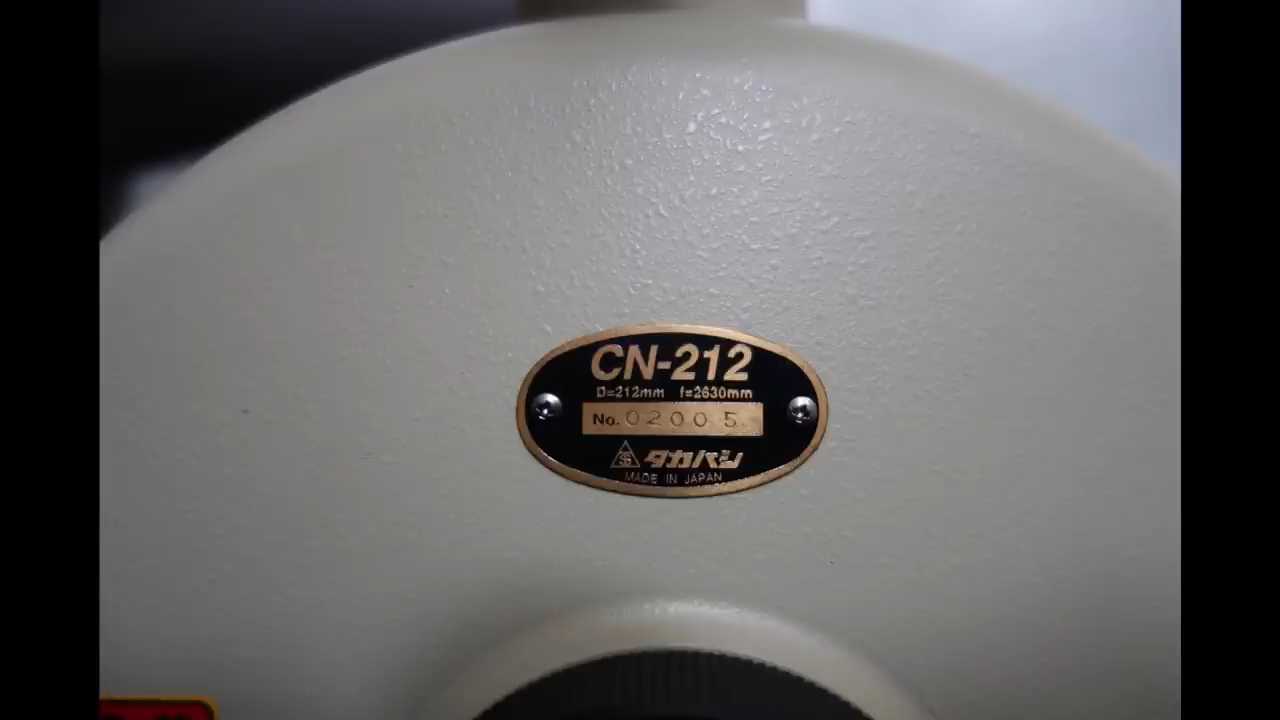 CN-212
D=212mm f=2630mm
No. 02005
タカハシ
MADE IN JAPAN